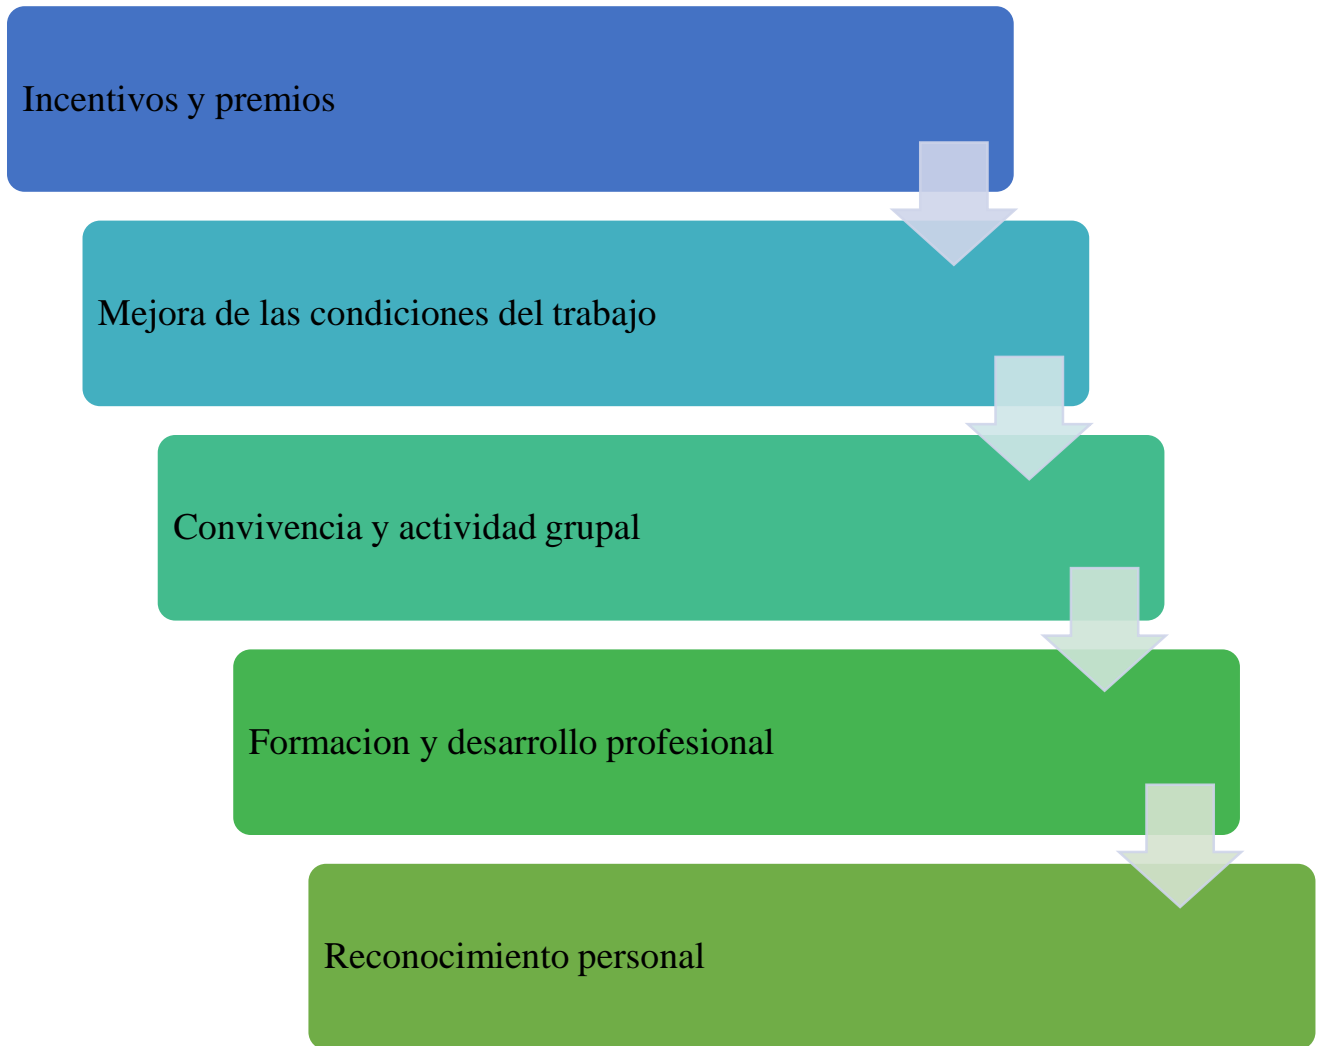 Incentivos y premios
Mejora de las condiciones del trabajo
Convivencia y actividad grupal
Formacion y desarrollo profesional
Reconocimiento personal